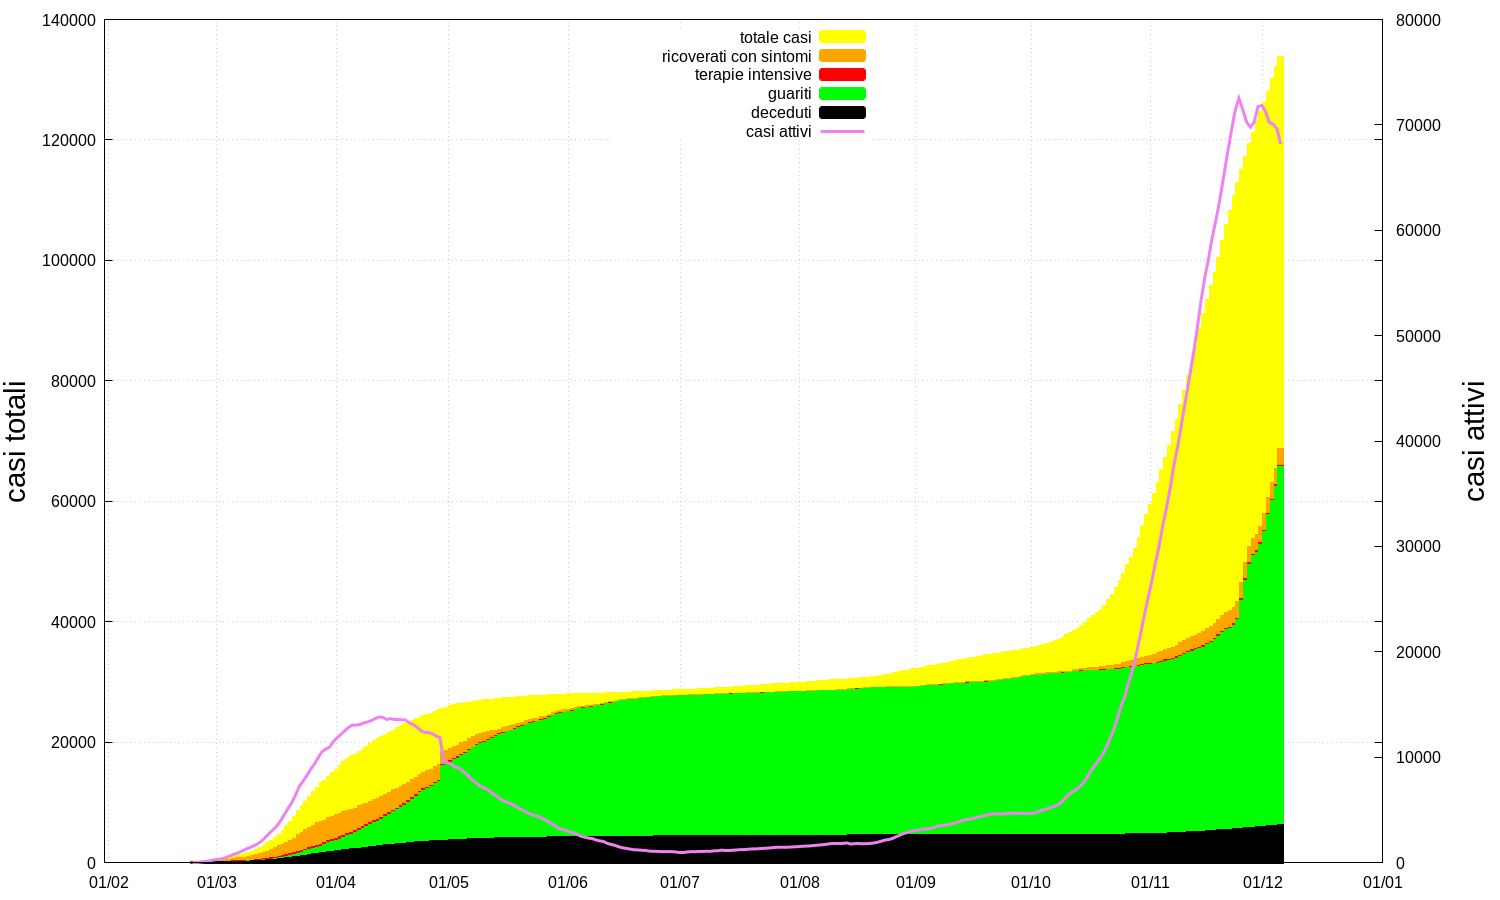 totale casi
ricoverati con sintomi
terapie intensive
guariti
deceduti
casi attivi
casi totali
140000
120000
100000
80000
60000
40000
20000
0
casi attivi
80000
70000
60000
50000
40000
30000
20000
10000
0
01/02 01/03 01/04 01/05 01/06 01/07 01/08 01/09 01/10 01/11 01/12 01/01